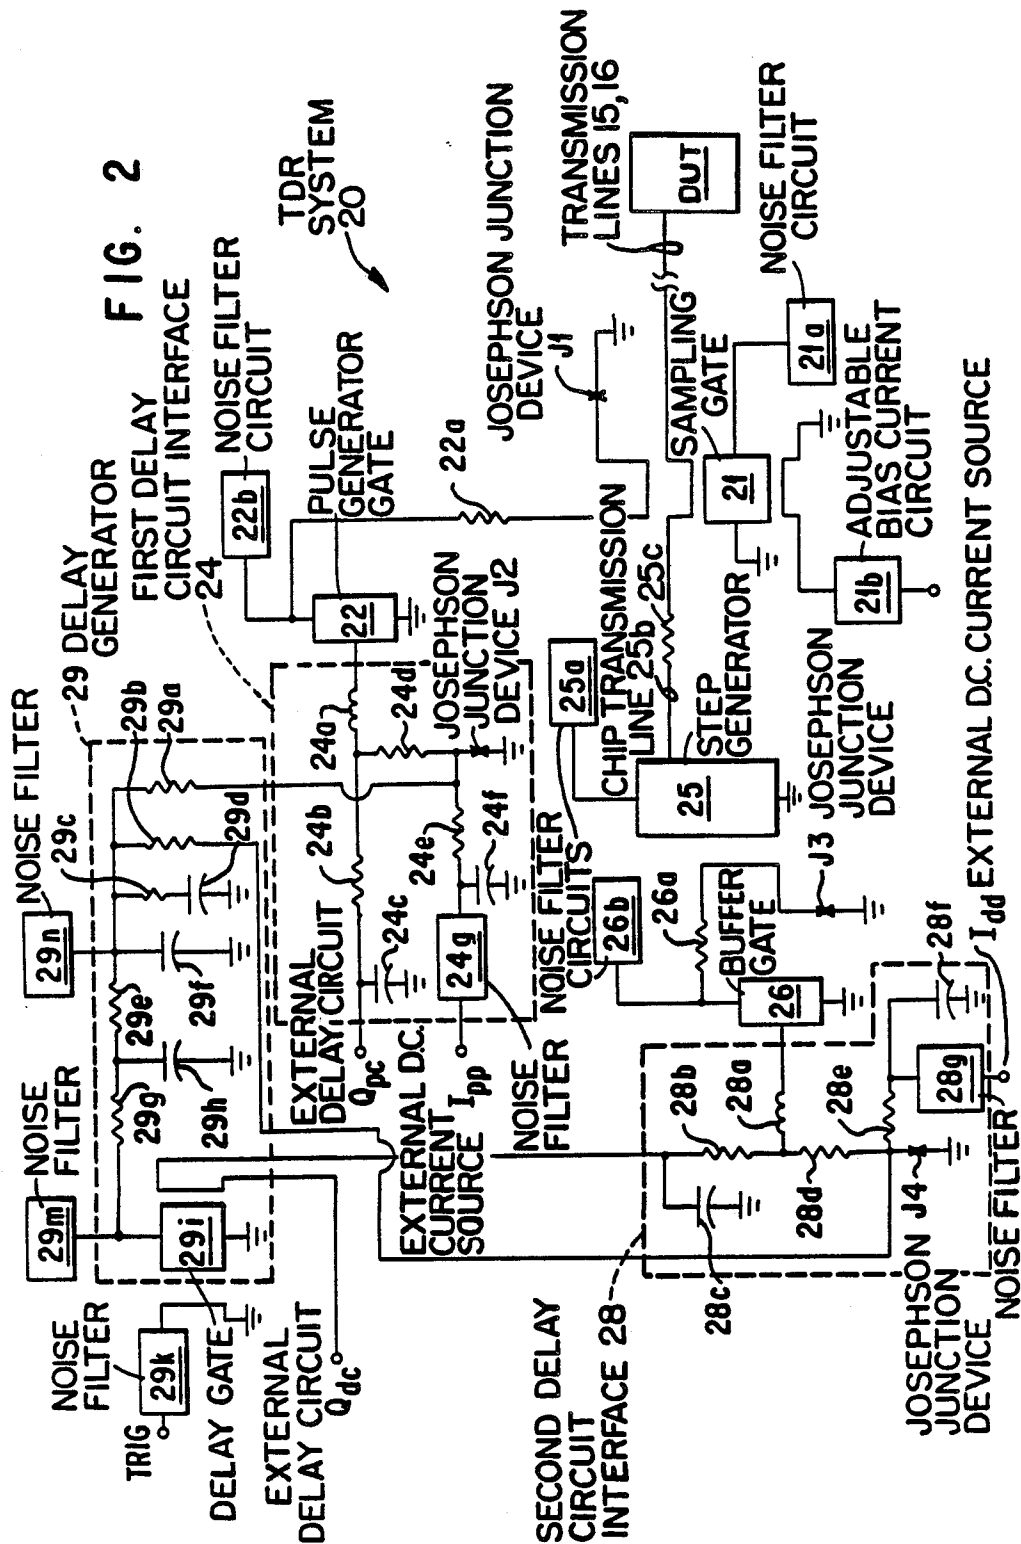 FIG. 2
TDR
SYSTEM
20
29 DELAY
GENERATOR
FIRST DELAY
CIRCUIT INTERFACE
24
NOISE FILTER
CIRCUIT
22b
PULSE
GENERATOR
GATE
22
22a
JOSEPHSON JUNCTION
DEVICE
J1
TRANSMISSION
LINES 15,16
DUT
NOISE FILTER
CIRCUIT
21a
SAMPLING
GATE
21
ADJUSTABLE
BIAS CURRENT
CIRCUIT
21b
NOISE FILTER
29n
29c
29b
29a
29d
29e
29f
29g
29h
NOISE
FILTER
29m
29i
NOISE
FILTER
29k
TRIG
DELAY GATE
EXTERNAL
DELAY CIRCUIT
Qdc
24a
24b
24c
24d
JOSEPHSON
JUNCTION
DEVICE J2
24e
24f
24g
EXTERNAL
DELAY CIRCUIT
Qpc
EXTERNAL D.C.
CURRENT
SOURCE Ipp
NOISE
FILTER
NOISE FILTER
CIRCUITS
25a
26b
CHIP TRANSMISSION
LINE 25b
25c
STEP
GENERATOR
25
26a
BUFFER
GATE
26
J3 JOSEPHSON
JUNCTION
DEVICE
SECOND DELAY
CIRCUIT
INTERFACE 28
28b
28a
28c
28d
28e
28f
28g
JOSEPHSON J4
JUNCTION
DEVICE
NOISE FILTER
Idd EXTERNAL D.C. CURRENT SOURCE